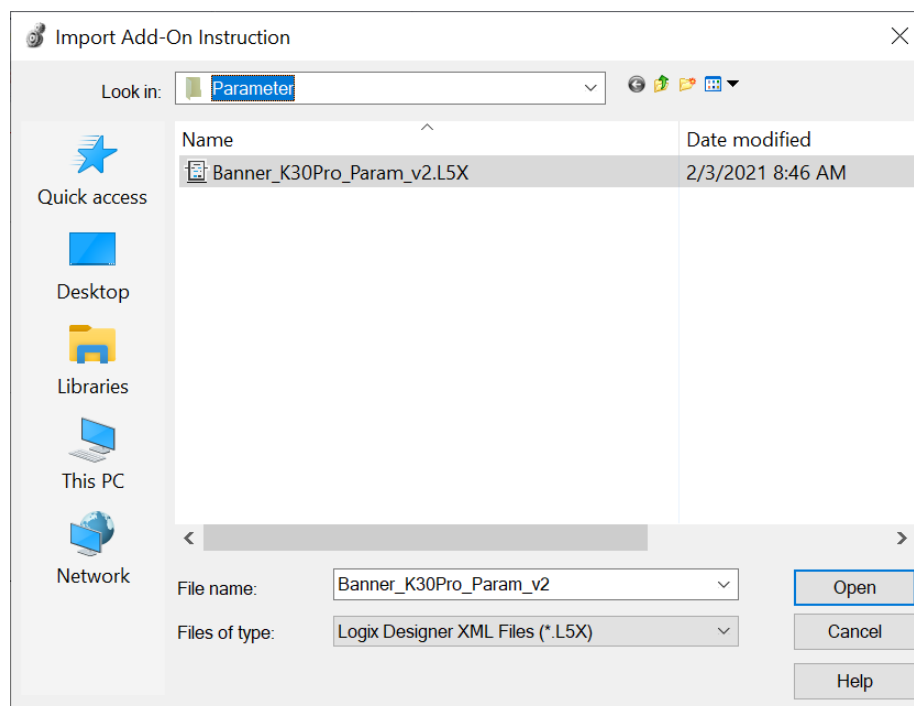 Import Add-On Instruction
Look in: Parameter
Name Date modified
Banner_K30Pro_Param_v2.L5X 2/3/2021 8:46 AM
Quick access
Desktop
Libraries
This PC
Network
File name: Banner_K30Pro_Param_v2 Open
Files of type: Logix Designer XML Files (*.L5X) Cancel
Help